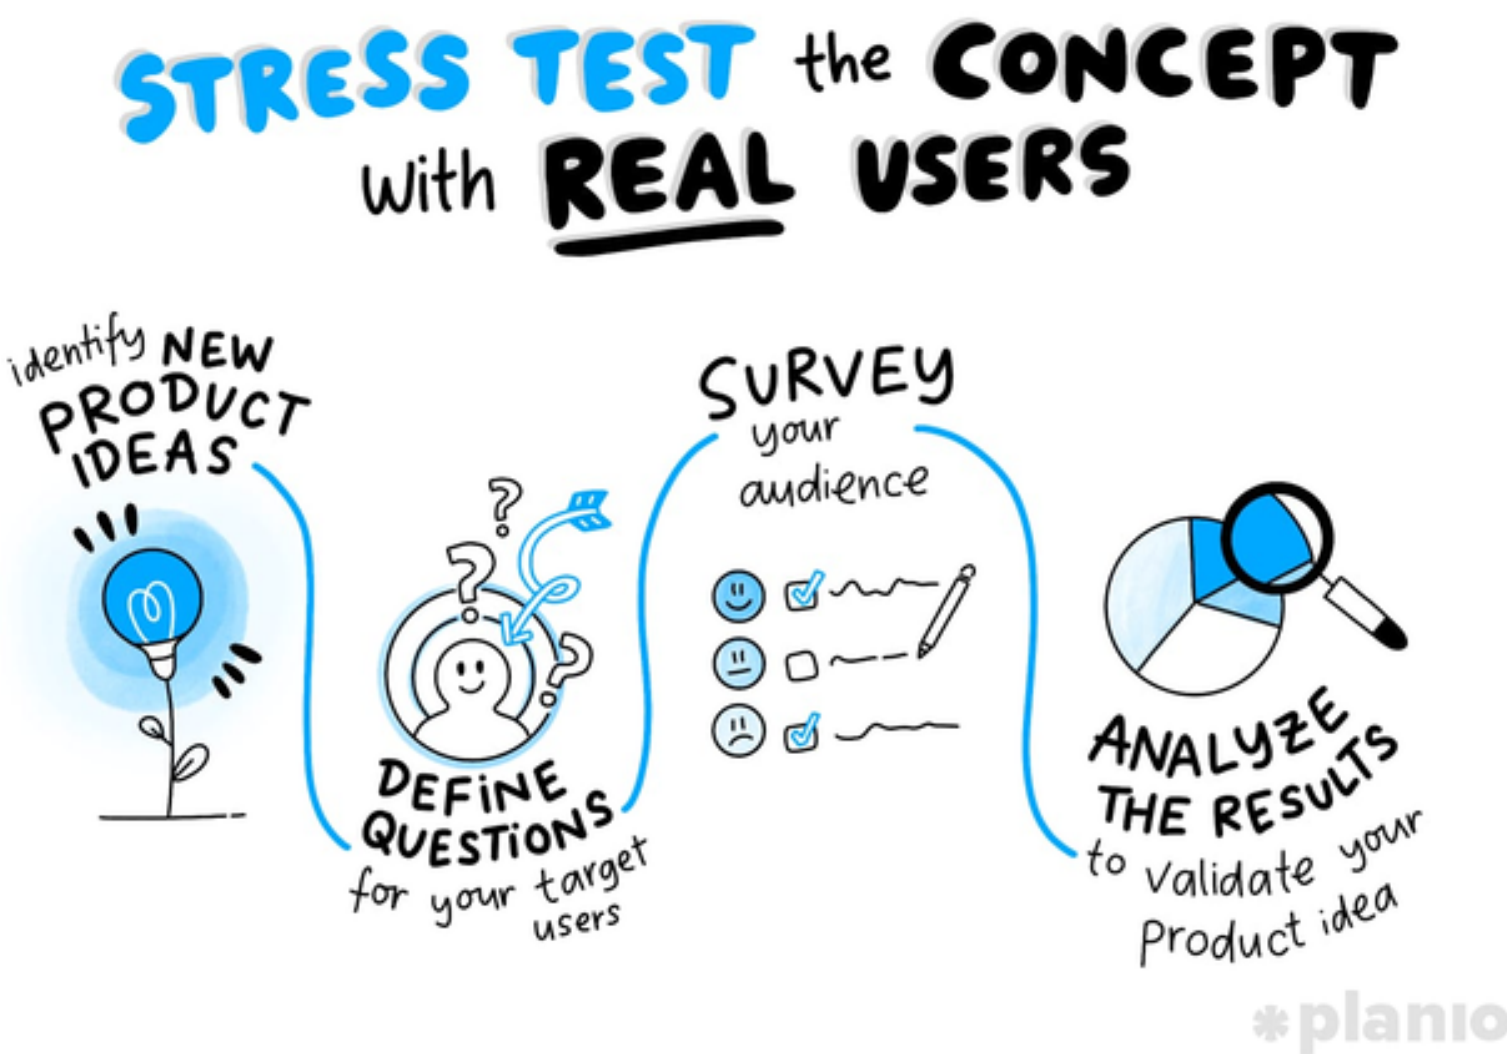 STRESS TEST the CONCEPT
with REAL USERS
identify NEW
PRODUCT
IDEAS
DEFINE
QUESTIONS
for your target
users
SURVEY
your
audience
ANALYZE
THE RESULTS
to validate your
Product idea
*planio